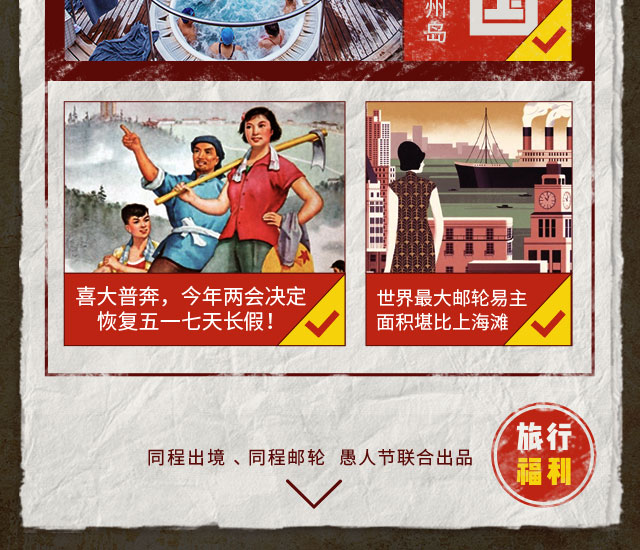 州岛
国
喜大普奔，今年两会决定
恢复五一七天长假！
世界最大邮轮易主
面积堪比上海滩
同程出境、同程邮轮 愚人节联合出品
旅行
福利